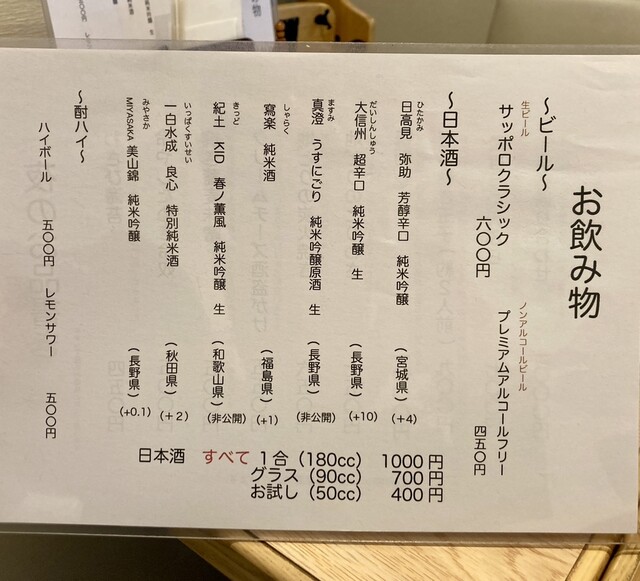 お飲み物
〜ビール〜
生ビール
サッポロクラシック 六〇〇円
ノンアルコールビール
プレミアムアルコールフリー 四五〇円
〜日本酒〜
ひたかみ
日高見 弥助 芳醇辛口 純米吟醸 (宮城県) (+4)
だいしんしゅう
大信州 超辛口 純米吟醸 生 (長野県) (+10)
ますみ
真澄 うすにごり 純米吟醸原酒 生 (長野県) (非公開)
しゃらく
寫楽 純米酒 (福島県) (+1)
きっど
紀土 KID 春ノ薫風 純米吟醸 生 (和歌山県) (非公開)
いっぱくすいせい
一白水成 良心 特別純米酒 (秋田県) (+2)
みやさか
MIYASAKA 美山錦 純米吟醸 (長野県) (+0.1)
日本酒 すべて 1合(180cc) 1000円
グラス(90cc) 700円
お試し(50cc) 400円
〜酎ハイ〜
ハイボール 五〇〇円 レモンサワー 五〇〇円